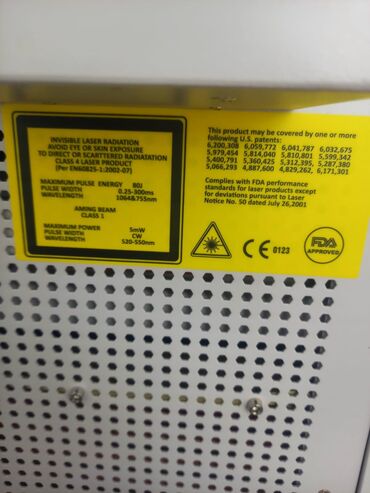 INVISIBLE LASER RADIATION
AVOID EYE OR SKIN EXPOSURE
TO DIRECT OR SCARTTERED RADIATATION
CLASS 4 LASER PRODUCT
(Per EN60825-1:2002-07)
MAXIMUM PULSE ENERGY 80J
PULSE WIDTH 0.25-300ms
WAVELENGTH 1064&755nm
AMING BEAM
CLASS 1
MAXIMUM POWER 5mW
PULSE WIDTH CW
WAVELENGTH 520-550nm
This product may be covered by one or more
following U.S. patents:
6,200,308 6,059,772 6,041,787 6,032,675
5,979,454 5,814,040 5,810,801 5,599,342
5,400,791 5,360,425 5,312,395 5,287,380
5,066,293 4,887,600 4,829,262 6,171,301
Complies with FDA performance
standards for laser products except
for deviations pursuant to Laser
Notice No. 50 dated July 26,2001
CE 0123
FDA
APPROVED